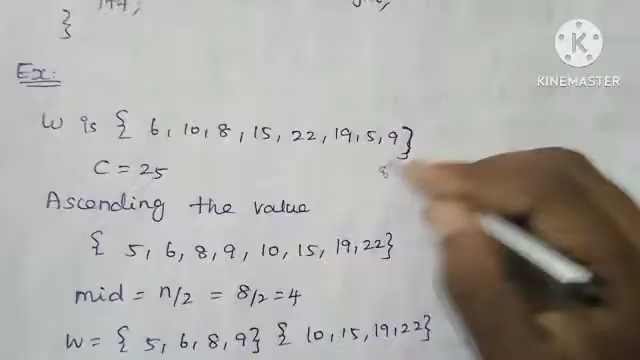 }
Ex:
KINEMASTER
W is { 6, 10, 8, 15, 22, 19, 5, 9}
C = 25
8
Ascending the value
{ 5, 6, 8, 9, 10, 15, 19, 22}
mid = n/2 = 8/2 = 4
W = { 5, 6, 8, 9} { 10, 15, 19, 22}